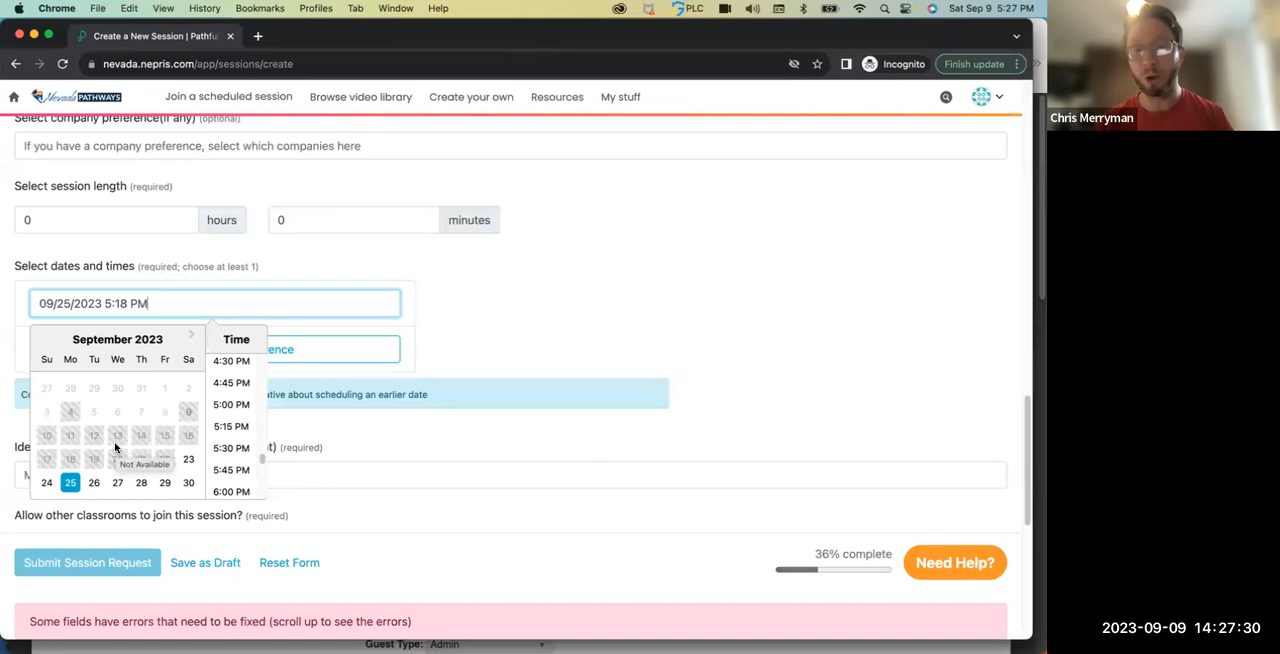 Chrome File Edit View History Bookmarks Profiles Tab Window Help PLC Sat Sep 9 5:27 PM
Create a New Session | Pathfu
nevada.nepris.com/app/sessions/create Incognito Finish update
Nevada PATHWAYS Join a scheduled session Browse video library Create your own Resources My stuff
Chris Merryman
Select company preference(if any) (optional)
If you have a company preference, select which companies here
Select session length (required)
0 hours 0 minutes
Select dates and times (required; choose at least 1)
09/25/2023 5:18 PM
September 2023 Time
Su Mo Tu We Th Fr Sa
ence
27 28 29 30 31 1 2
3 4 5 6 7 8 9
10 11 12 13 14 15 16
17 18 19 23
24 25 26 27 28 29 30
4:30 PM
4:45 PM
5:00 PM
5:15 PM
5:30 PM
5:45 PM
6:00 PM
Not Available
ative about scheduling an earlier date
(required)
Allow other classrooms to join this session? (required)
Submit Session Request Save as Draft Reset Form 36% complete Need Help?
Some fields have errors that need to be fixed (scroll up to see the errors)
Guest Type: Admin
2023-09-09 14:27:30